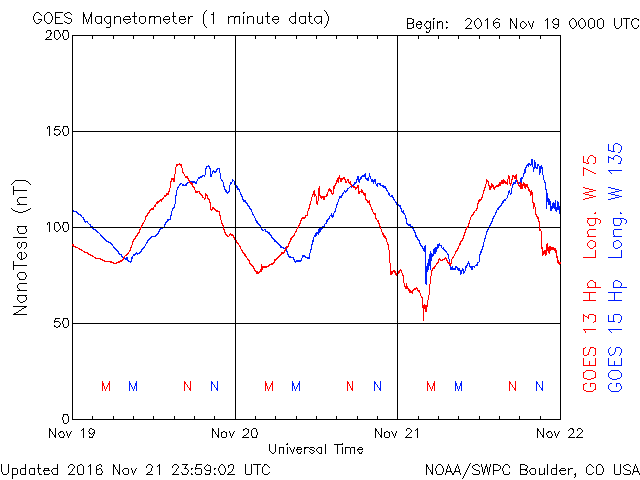 GOES Magnetometer (1 minute data)
Begin: 2016 Nov 19 0000 UTC
200
150
100
50
0
NanoTesla (nT)
M M N N M M N N M M N N
Nov 19 Nov 20 Nov 21 Nov 22
Universal Time
GOES 13 Hp Long. W 75
GOES 15 Hp Long. W 135
Updated 2016 Nov 21 23:59:02 UTC
NOAA/SWPC Boulder, CO USA